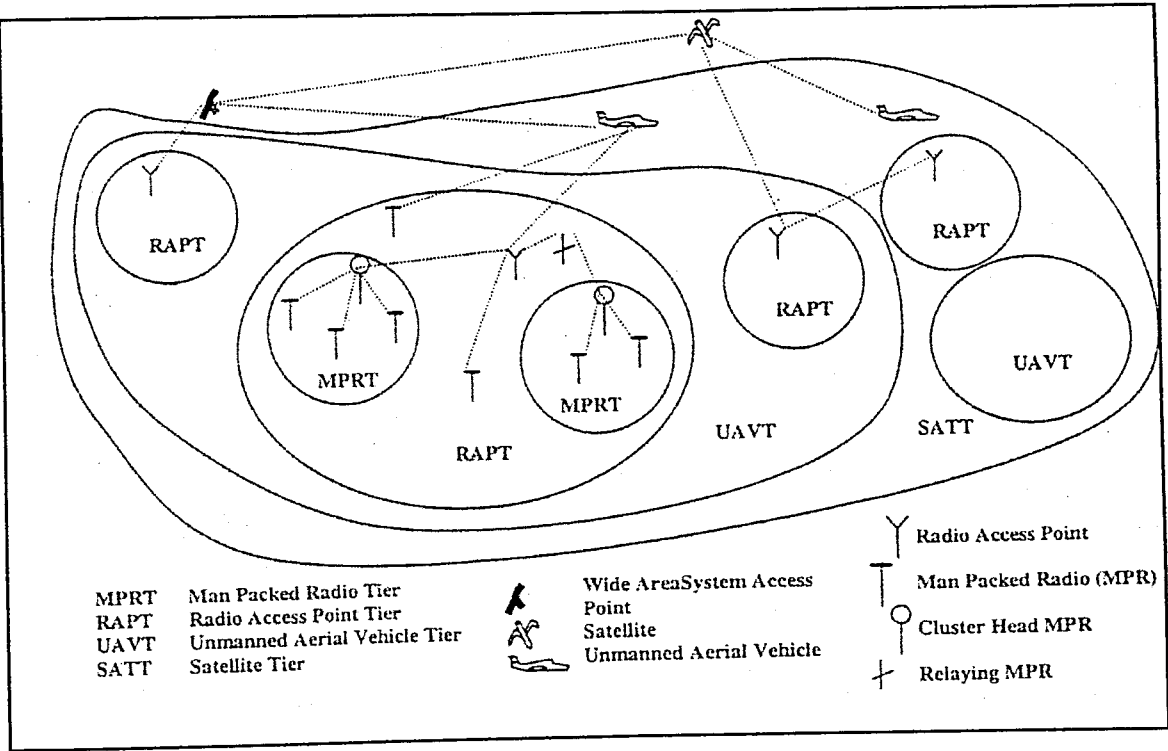 RAPT
RAPT
RAPT
MPRT
MPRT
UAVT
UAVT
SATT
RAPT
MPRT Man Packed Radio Tier
RAPT Radio Access Point Tier
UAVT Unmanned Aerial Vehicle Tier
SATT Satellite Tier
Wide AreaSystem Access
Point
Satellite
Unmanned Aerial Vehicle
Radio Access Point
Man Packed Radio (MPR)
Cluster Head MPR
Relaying MPR